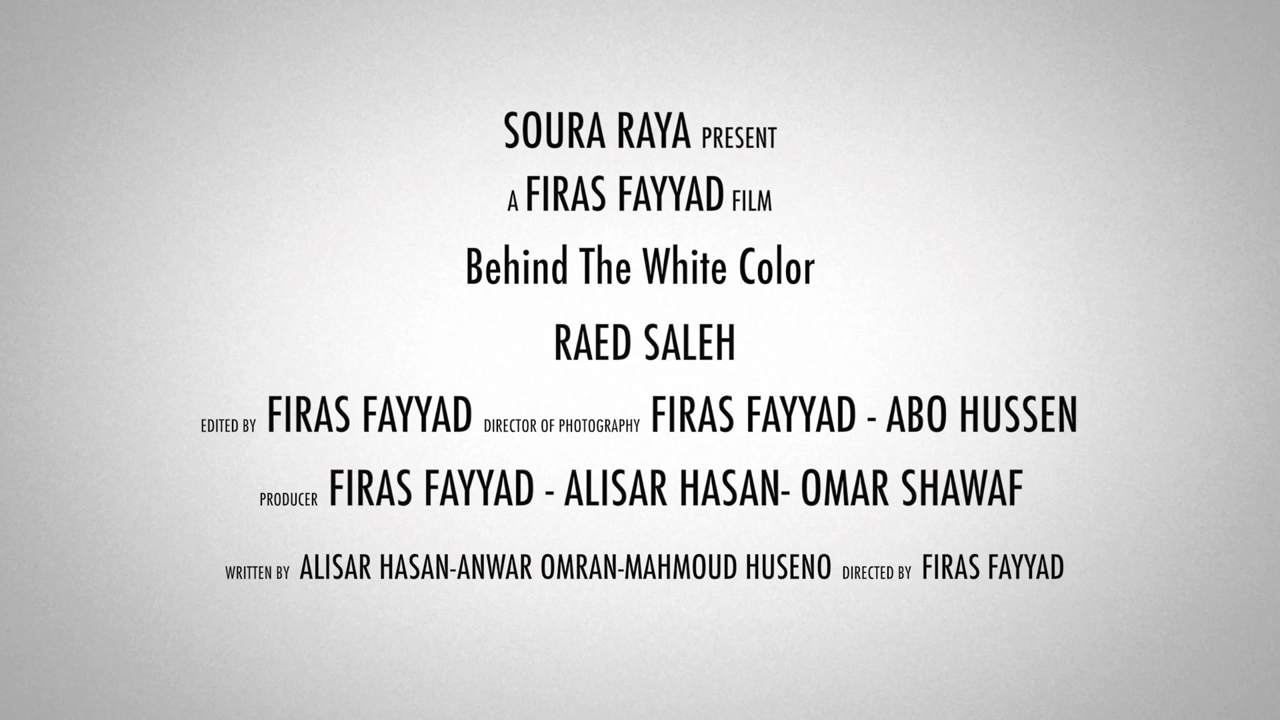 SOURA RAYA PRESENT
A FIRAS FAYYAD FILM
Behind The White Color
RAED SALEH
EDITED BY FIRAS FAYYAD DIRECTOR OF PHOTOGRAPHY FIRAS FAYYAD - ABO HUSSEN
PRODUCER FIRAS FAYYAD - ALISAR HASAN- OMAR SHAWAF
WRITTEN BY ALISAR HASAN-ANWAR OMRAN-MAHMOUD HUSENO DIRECTED BY FIRAS FAYYAD